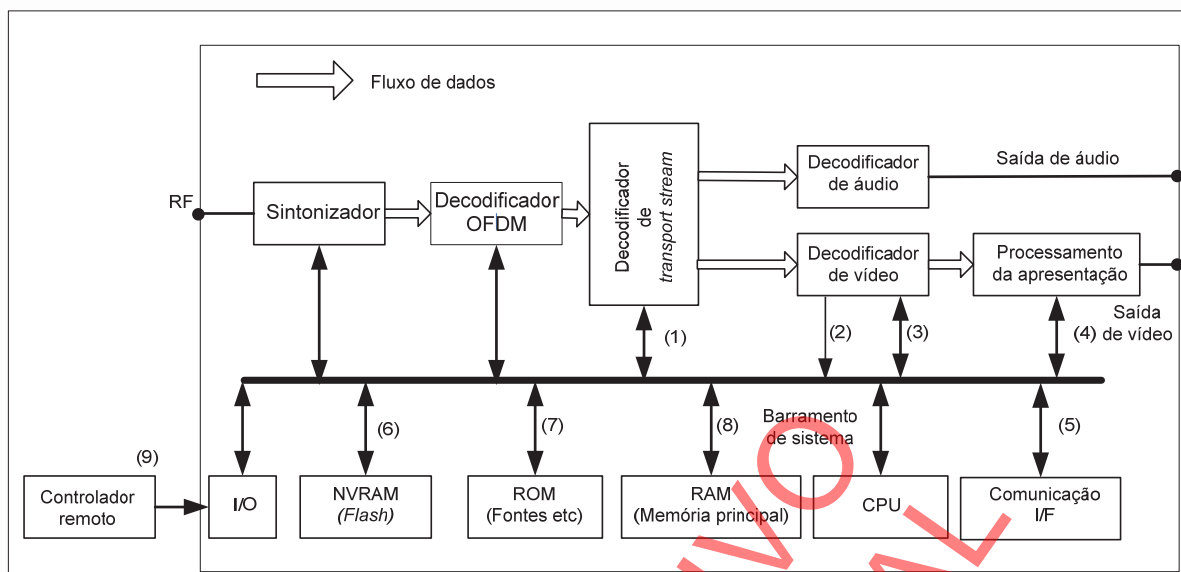 Fluxo de dados
RF
Sintonizador
Decodificador
OFDM
Decodificador
de
transport stream
Decodificador
de áudio
Saída de áudio
Decodificador
de vídeo
Processamento
da apresentação
Saída
de vídeo
(1)
(2)
(3)
(4)
(6)
(7)
(8)
Barramento
de sistema
(5)
(9)
Controlador
remoto
I/O
NVRAM
(Flash)
ROM
(Fontes etc)
RAM
(Memória principal)
CPU
Comunicação
I/F
IVO
AL